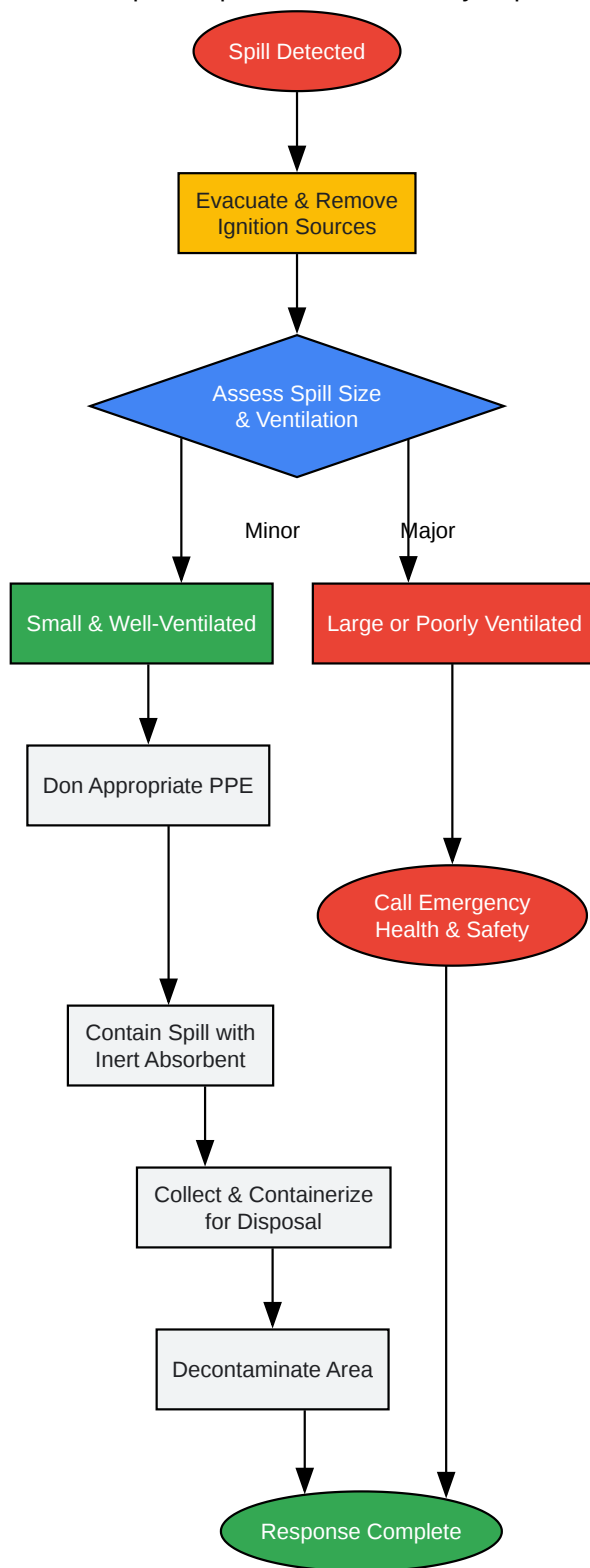 Spill Detected
Evacuate & Remove
Ignition Sources
Assess Spill Size
& Ventilation
Minor
Major
Small & Well-Ventilated
Large or Poorly Ventilated
Don Appropriate PPE
Call Emergency
Health & Safety
Contain Spill with
Inert Absorbent
Collect & Containerize
for Disposal
Decontaminate Area
Response Complete